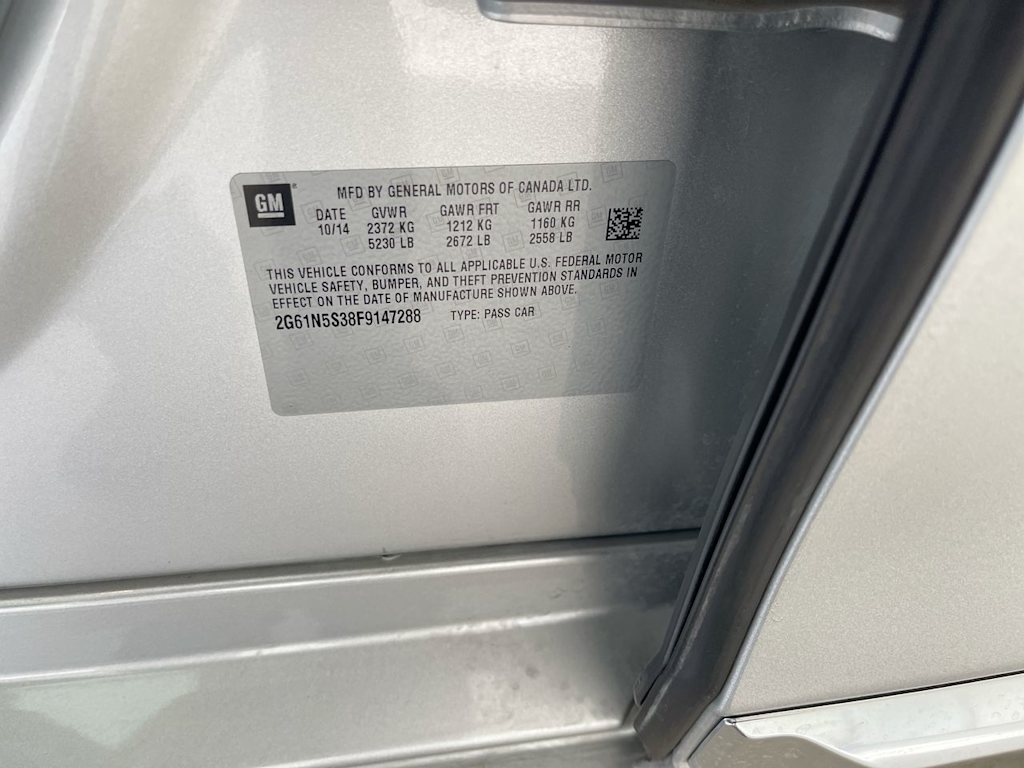 GM
MFD BY GENERAL MOTORS OF CANADA LTD.
DATE GVWR GAWR FRT GAWR RR
10/14 2372 KG 1212 KG 1160 KG
5230 LB 2672 LB 2558 LB
THIS VEHICLE CONFORMS TO ALL APPLICABLE U.S. FEDERAL MOTOR
VEHICLE SAFETY, BUMPER, AND THEFT PREVENTION STANDARDS IN
EFFECT ON THE DATE OF MANUFACTURE SHOWN ABOVE.
2G61N5S38F9147288 TYPE: PASS CAR